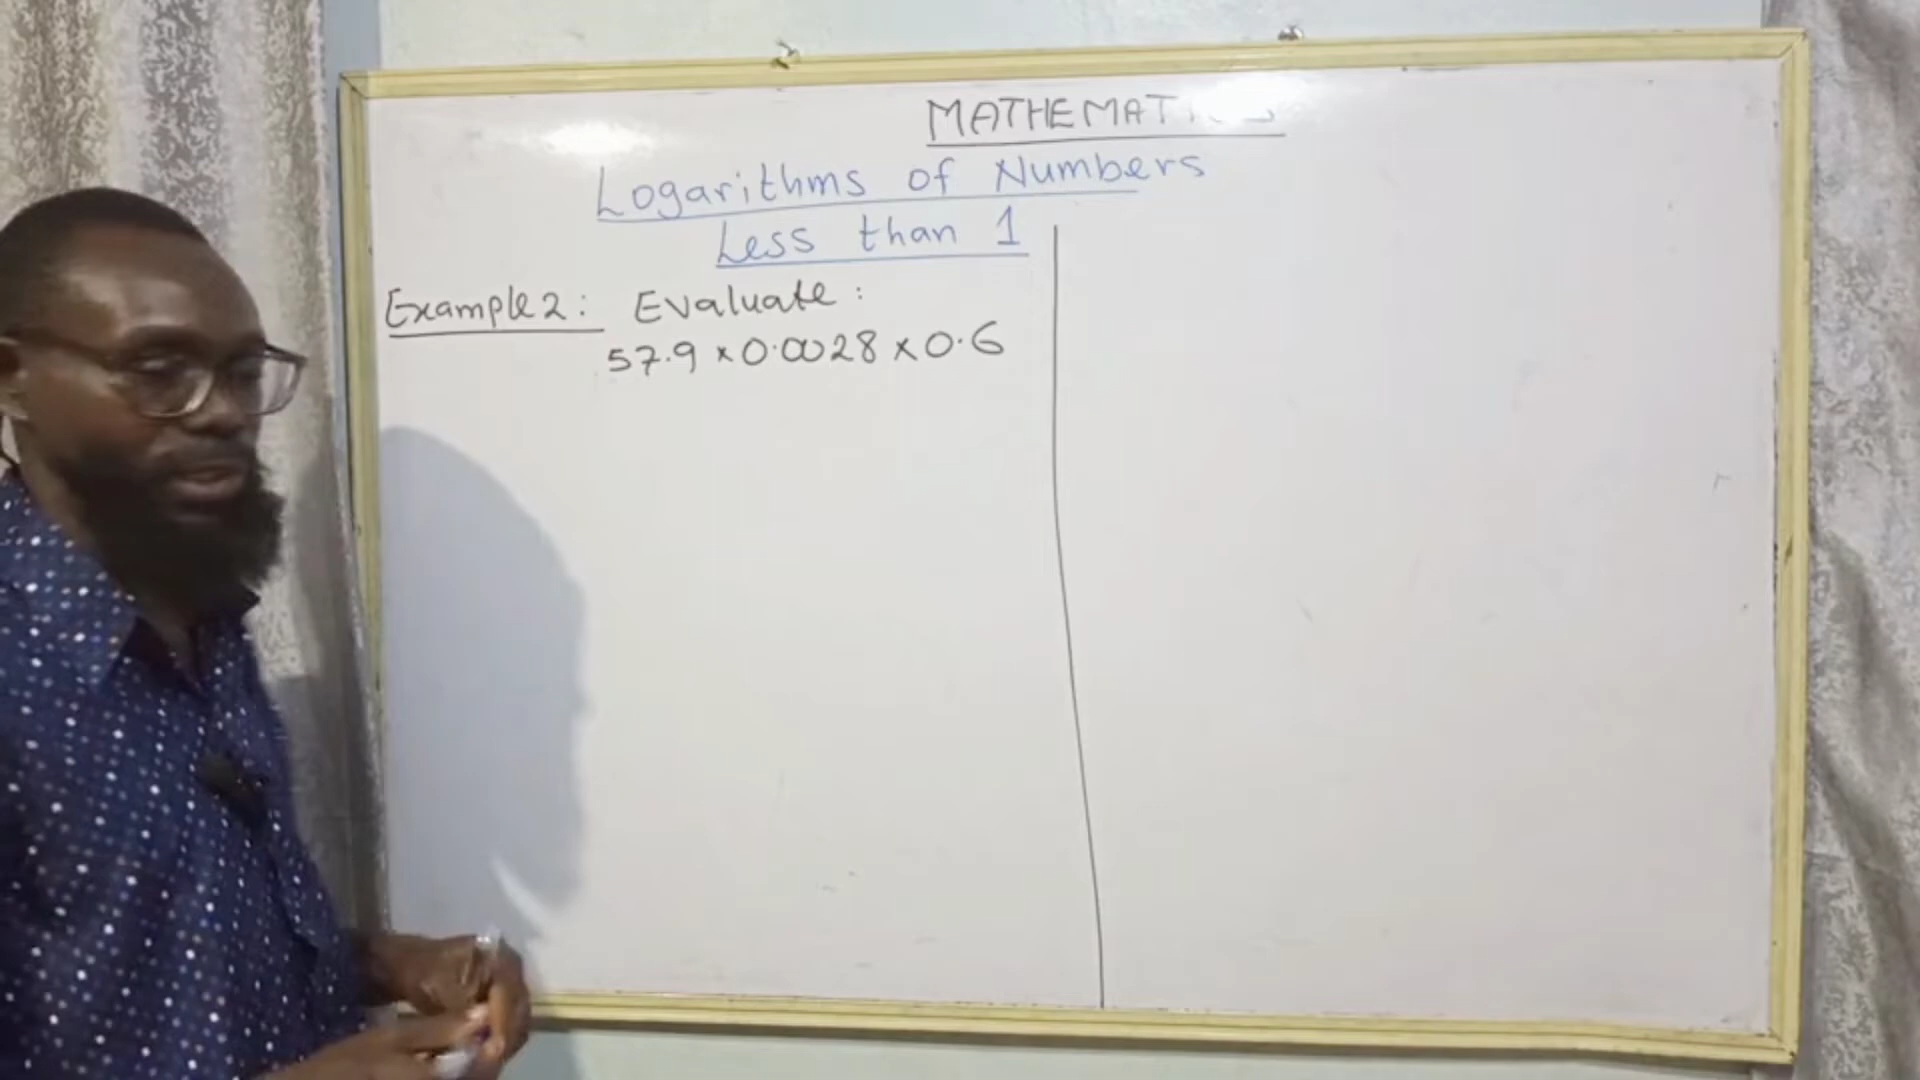 MATHEMATICS
Logarithms of Numbers
Less than 1
Example 2: Evaluate:
57.9 × 0.0028 × 0.6